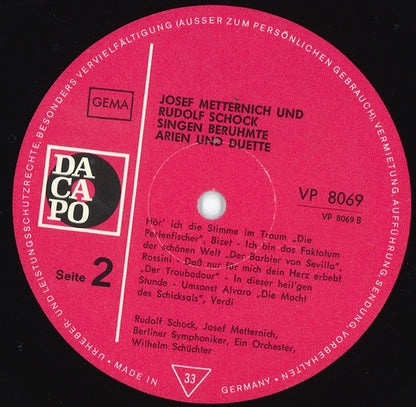 URHEBER- UND LEISTUNGSSCHUTZRECHTE, BESONDERS VERVIELFÄLTIGUNG (AUSSER ZUM PERSÖNLICHEN GEBRAUCH), VERMIETUNG, AUFFÜHRUNG, SENDUNG VORBEHALTEN ·
GEMA
JOSEF METTERNICH UND
RUDOLF SCHOCK
SINGEN BERÜHMTE
ARIEN UND DUETTE
DA
CA
PO
VP 8069
VP 8069 B
Seite 2
Hör' ich die Stimme im Traum „Die
Perlenfischer", Bizet - Ich bin das Faktotum
der schönen Welt „Der Barbier von Sevilla",
Rossini - Daß nur für mich dein Herz erbebt
„Der Troubadour" - In dieser heil'gen
Stunde - Umsonst Alvaro „Die Macht
des Schicksals", Verdi
Rudolf Schock, Josef Metternich,
Berliner Symphoniker, Ein Orchester,
Wilhelm Schüchter
MADE IN
33
GERMANY